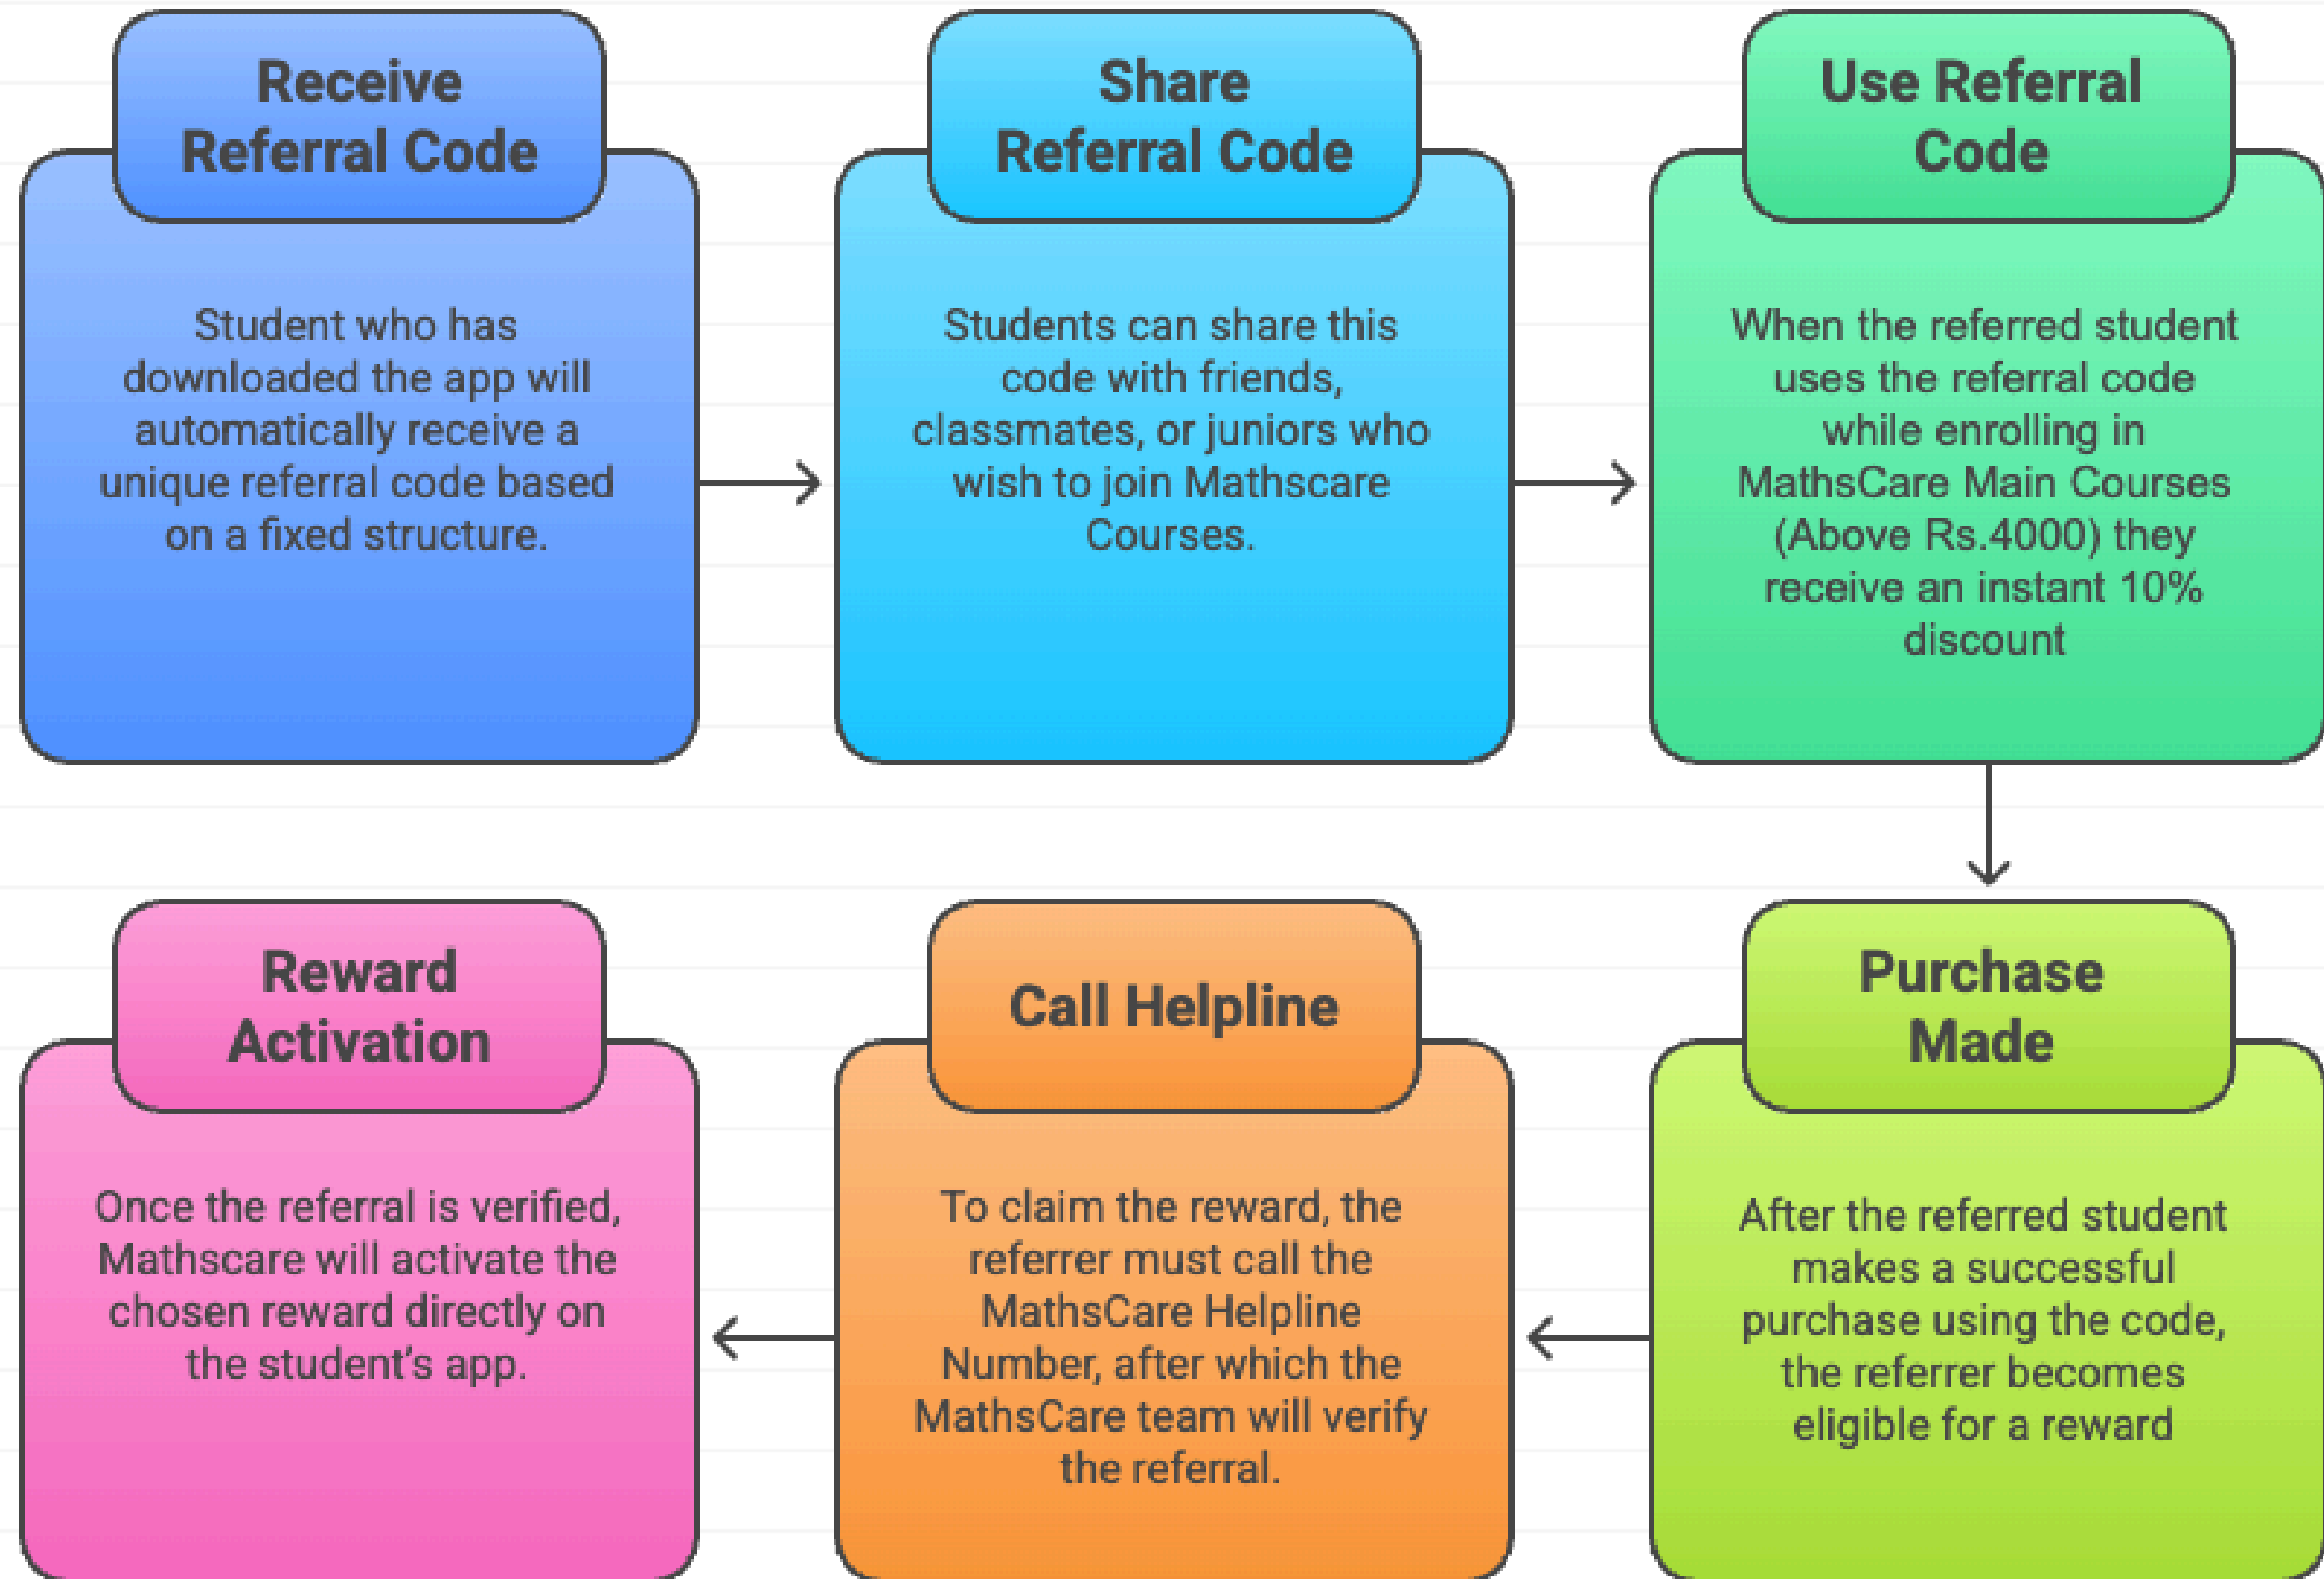 Receive
Referral Code
Student who has
downloaded the app will
automatically receive a
unique referral code based
on a fixed structure.
Share
Referral Code
Students can share this
code with friends,
classmates, or juniors who
wish to join Mathscare
Courses.
Use Referral
Code
When the referred student
uses the referral code
while enrolling in
MathsCare Main Courses
(Above Rs.4000) they
receive an instant 10%
discount
Purchase
Made
After the referred student
makes a successful
purchase using the code,
the referrer becomes
eligible for a reward
Call Helpline
To claim the reward, the
referrer must call the
MathsCare Helpline
Number, after which the
MathsCare team will verify
the referral.
Reward
Activation
Once the referral is verified,
Mathscare will activate the
chosen reward directly on
the student’s app.